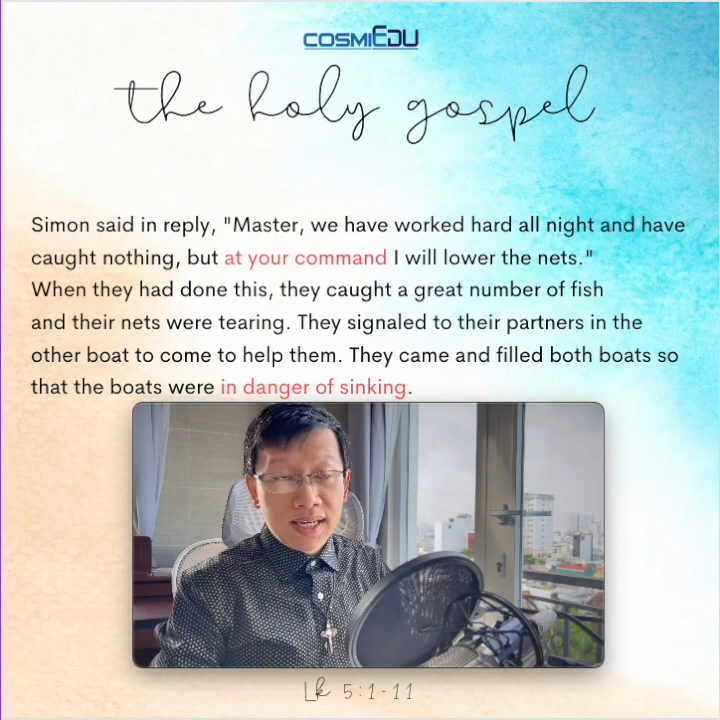 COSMIEDU
the holy gospel
Simon said in reply, "Master, we have worked hard all night and have
caught nothing, but at your command I will lower the nets."
When they had done this, they caught a great number of fish
and their nets were tearing. They signaled to their partners in the
other boat to come to help them. They came and filled both boats so
that the boats were in danger of sinking.
Lk 5:1-11